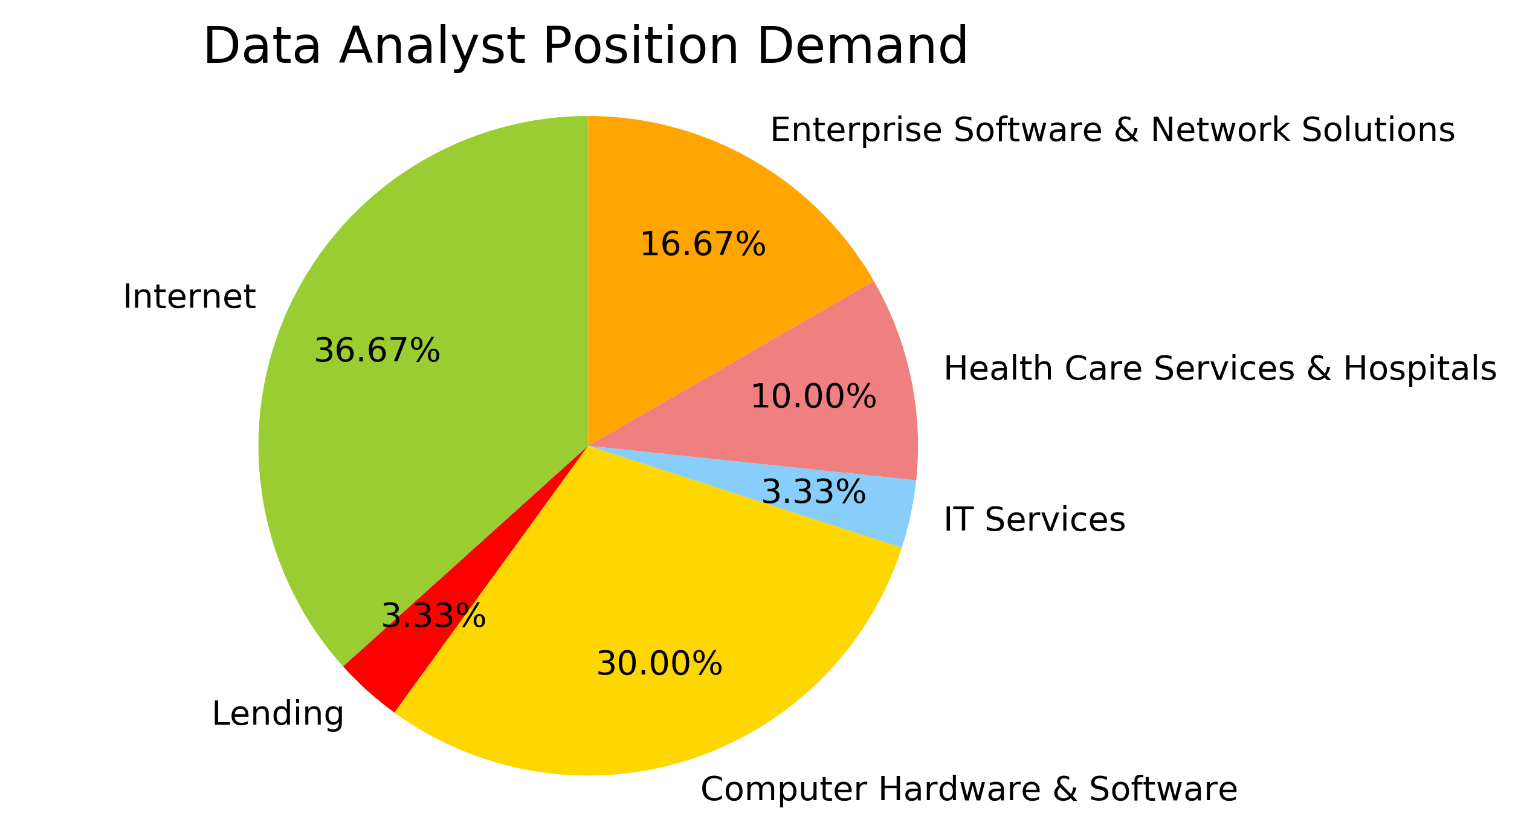 Data Analyst Position Demand
Enterprise Software & Network Solutions
16.67%
Internet
36.67%
Health Care Services & Hospitals
10.00%
3.33%
IT Services
3.33%
30.00%
Lending
Computer Hardware & Software